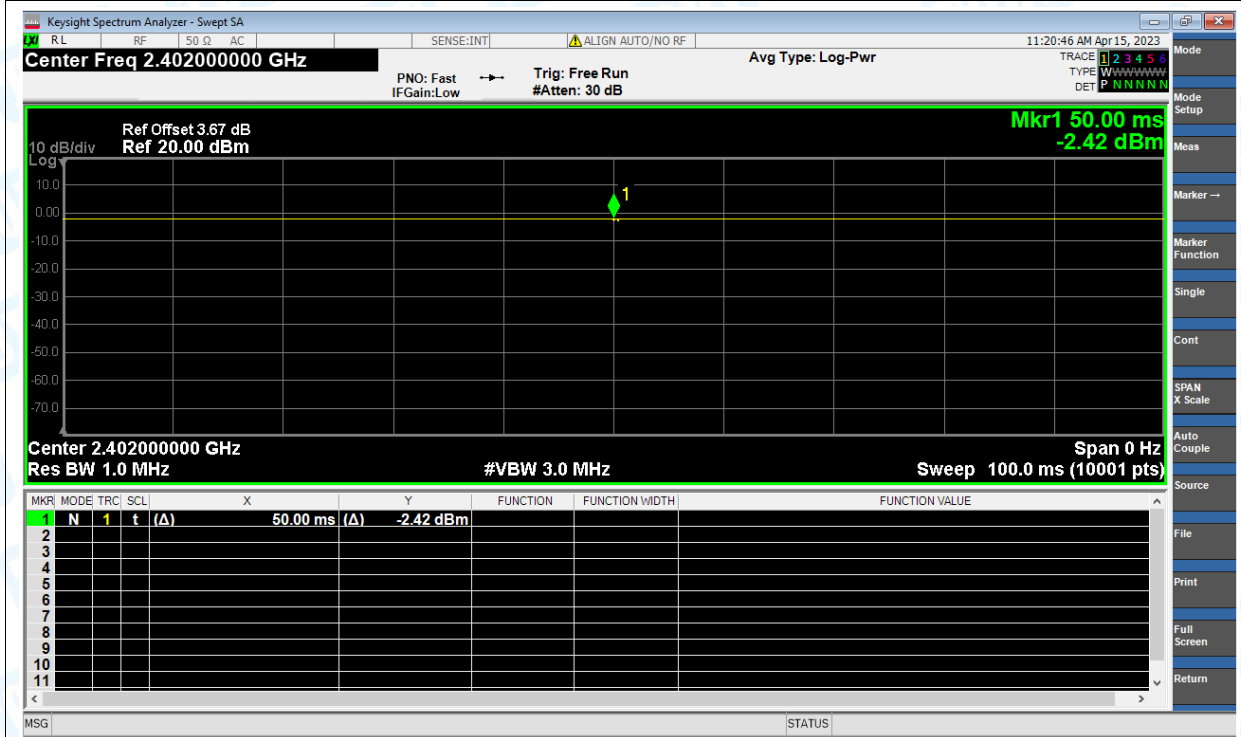 Keysight Spectrum Analyzer - Swept SA
LXI RL RF 50 Ω AC SENSE:INT ALIGN AUTO/NO RF 11:20:46 AM Apr 15, 2023
Center Freq 2.402000000 GHz
Avg Type: Log-Pwr
TRACE 1 2 3 4 5 6
PNO: Fast Trig: Free Run
TYPE WWWWWW
IFGain:Low #Atten: 30 dB
DET P N N N N N
Ref Offset 3.67 dB
Mkr1 50.00 ms
10 dB/div Ref 20.00 dBm
-2.42 dBm
Log
10.0
1
0.00
-10.0
-20.0
-30.0
-40.0
-50.0
-60.0
-70.0
Center 2.402000000 GHz Span 0 Hz
Res BW 1.0 MHz #VBW 3.0 MHz Sweep 100.0 ms (10001 pts)
MKR MODE TRC SCL X Y FUNCTION FUNCTION WIDTH FUNCTION VALUE
1 N 1 t (Δ) 50.00 ms (Δ) -2.42 dBm
2
3
4
5
6
7
8
9
10
11
MSG STATUS
Mode
Mode
Setup
Meas
Marker →
Marker
Function
Single
Cont
SPAN
X Scale
Auto
Couple
Source
File
Print
Full
Screen
Return